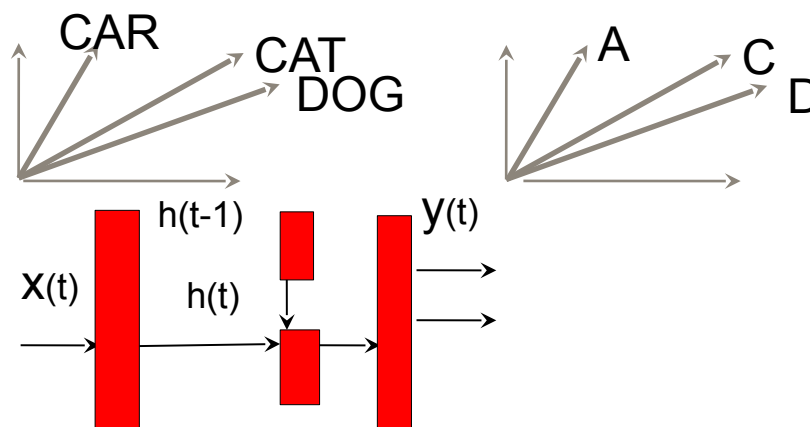 CAR
CAT
DOG
A
C
D
h(t-1)
y(t)
x(t)
h(t)